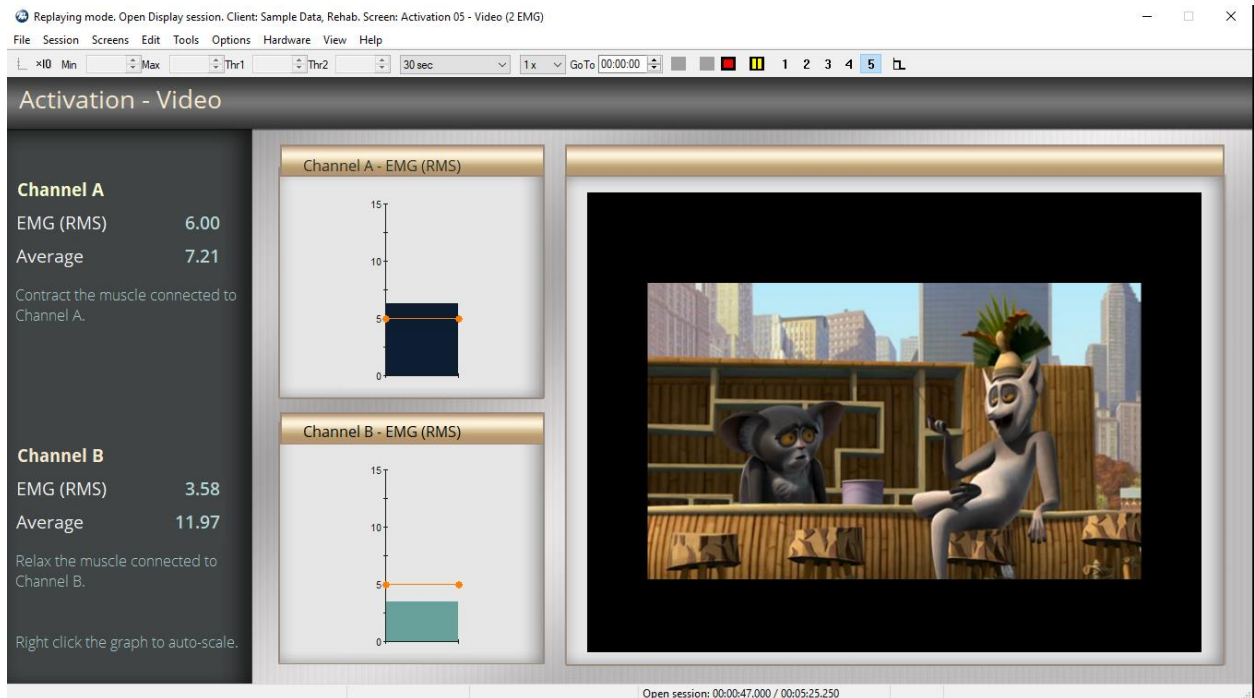 Replaying mode. Open Display session. Client: Sample Data, Rehab. Screen: Activation 05 - Video (2 EMG)
File Session Screens Edit Tools Options Hardware View Help
×10 Min Max Thr1 Thr2 30 sec 1 x GoTo 00:00:00 1 2 3 4 5
Activation - Video
Channel A
EMG (RMS) 6.00
Average 7.21
Contract the muscle connected to
Channel A.
Channel B
EMG (RMS) 3.58
Average 11.97
Relax the muscle connected to
Channel B.
Right click the graph to auto-scale.
Channel A - EMG (RMS)
15
10
5
0
Channel B - EMG (RMS)
15
10
5
0
Open session: 00:00:47.000 / 00:05:25.250